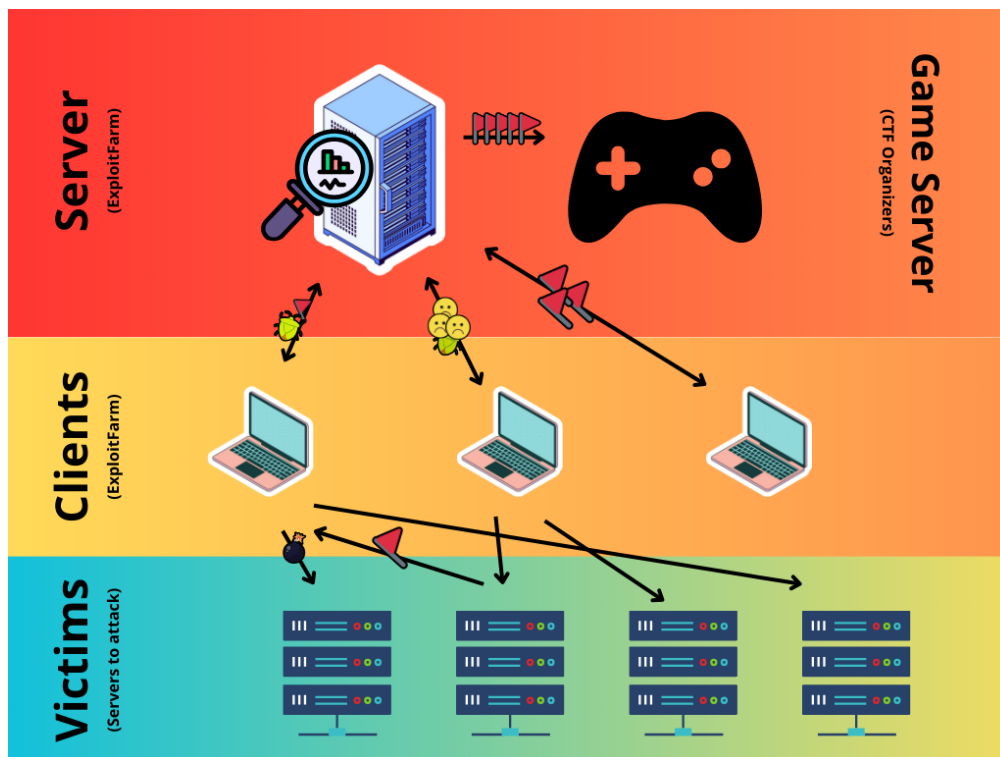 Server
(ExploitFarm)
Game Server
(CTF Organizers)
Clients
(ExploitFarm)
Victims
(Servers to attack)